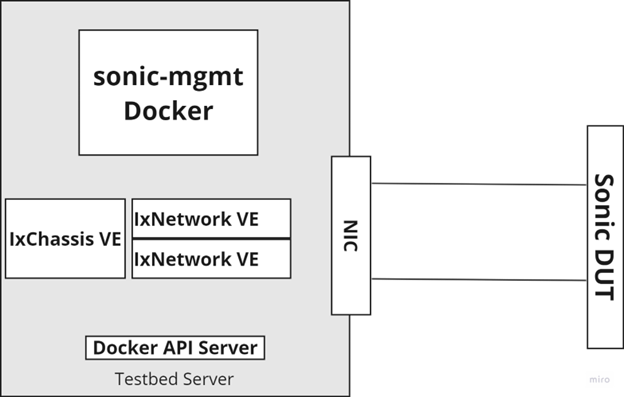 sonic-mgmt
Docker
IxChassis VE
IxNetwork VE
IxNetwork VE
NIC
Sonic DUT
Docker API Server
Testbed Server
miro